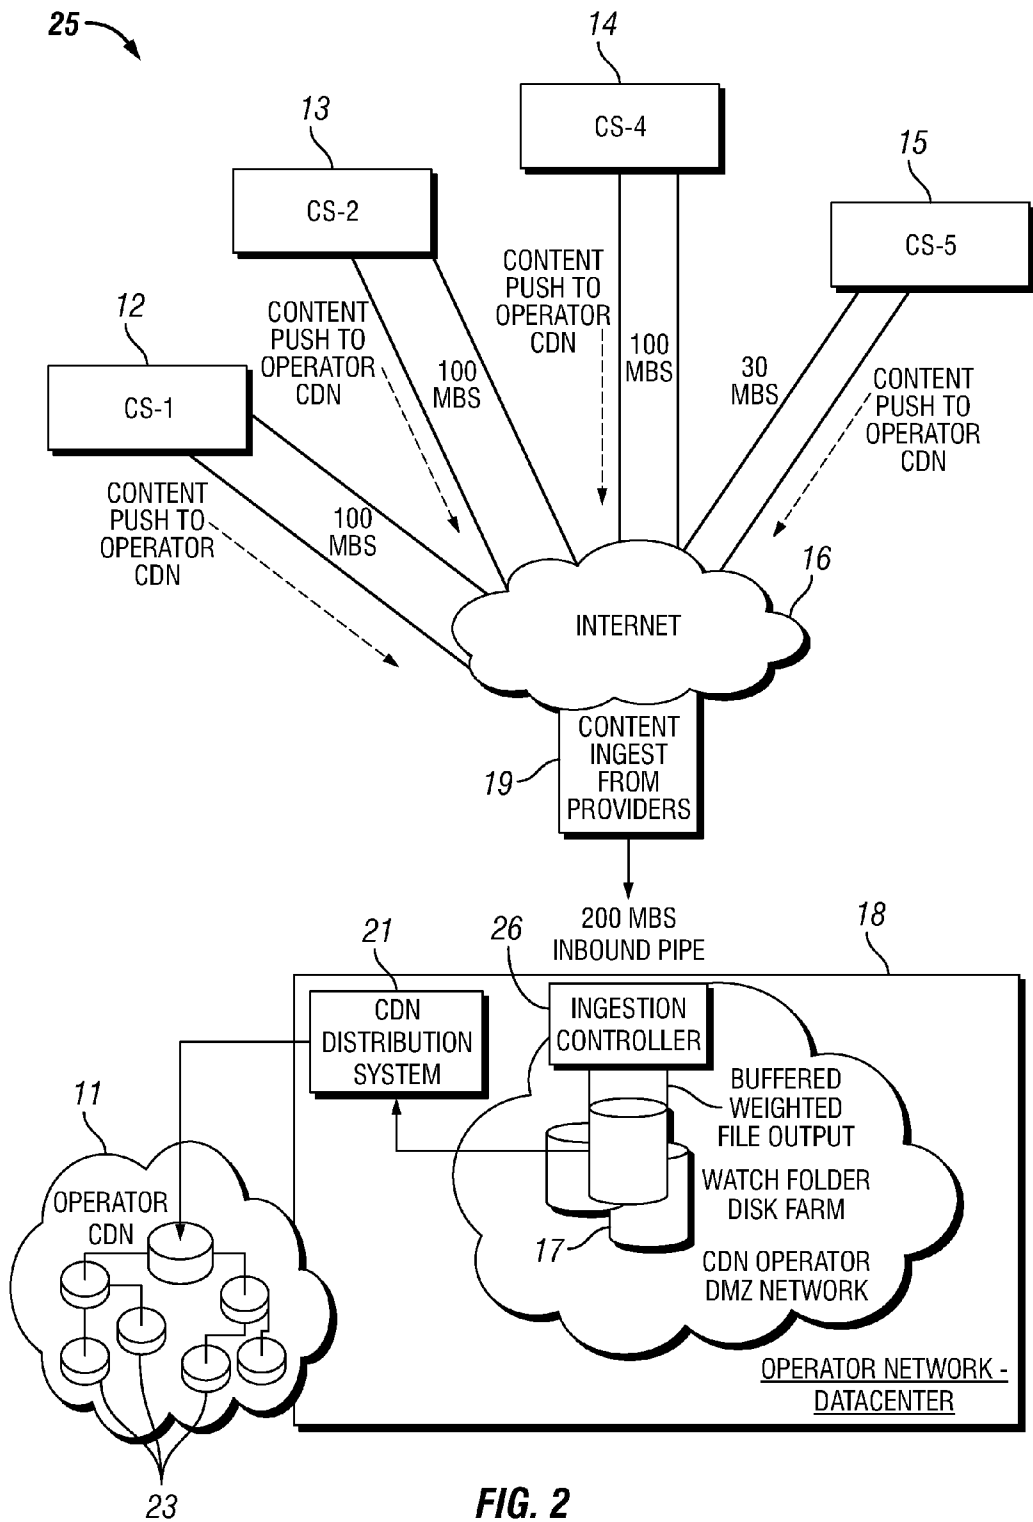 25
14
CS-4
13
CS-2
15
CS-5
12
CS-1
CONTENT
PUSH TO
OPERATOR
CDN
100
MBS
CONTENT
PUSH TO
OPERATOR
CDN
100
MBS
CONTENT
PUSH TO
OPERATOR
CDN
100
MBS
30
MBS
CONTENT
PUSH TO
OPERATOR
CDN
16
INTERNET
19
CONTENT
INGEST
FROM
PROVIDERS
200 MBS
INBOUND PIPE
18
21
26
CDN
DISTRIBUTION
SYSTEM
INGESTION
CONTROLLER
BUFFERED
WEIGHTED
FILE OUTPUT
WATCH FOLDER
DISK FARM
17
CDN OPERATOR
DMZ NETWORK
OPERATOR NETWORK -
DATACENTER
11
OPERATOR
CDN
23
FIG. 2